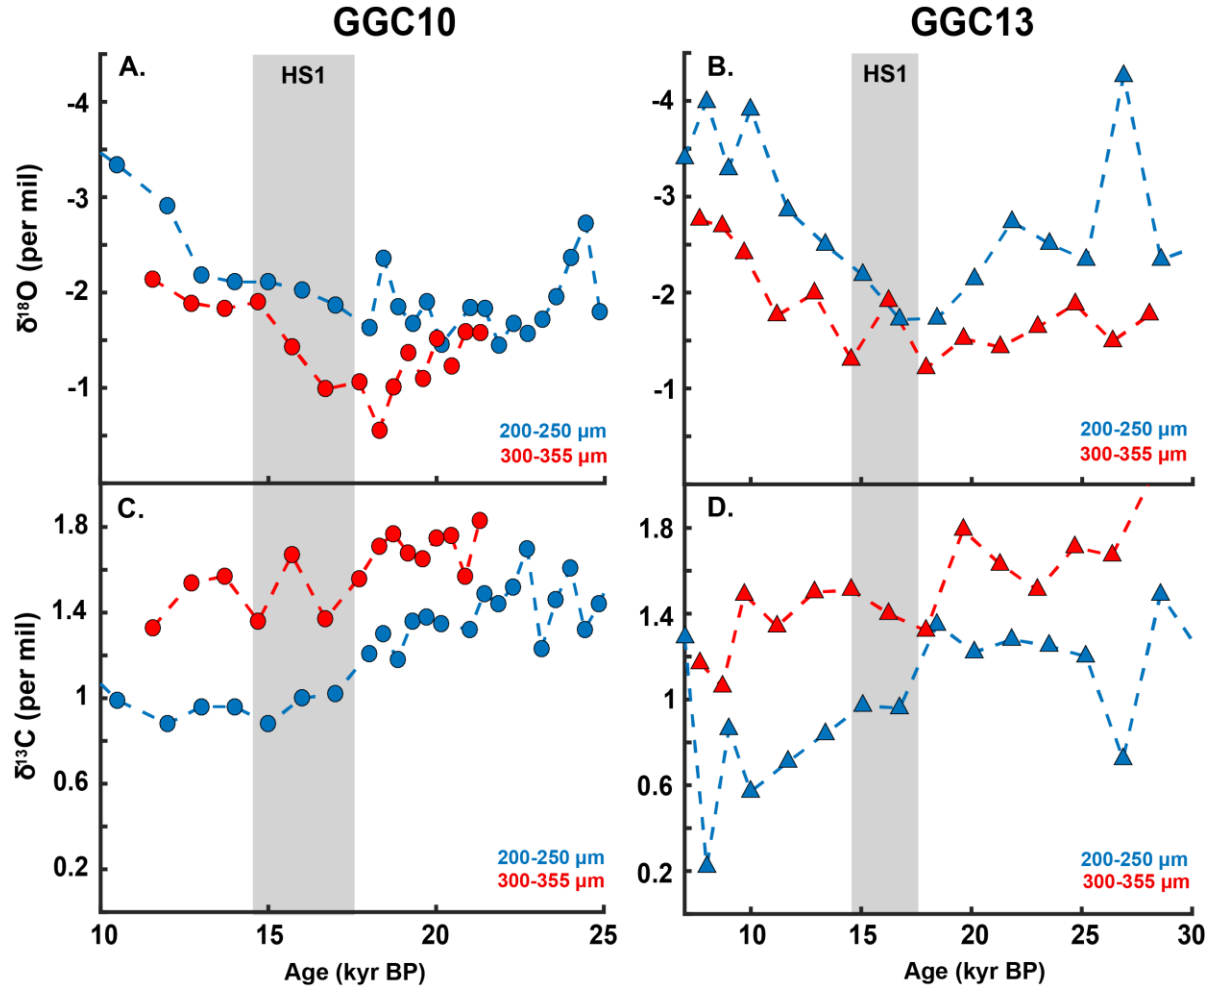 GGC10
GGC13
A.
HS1
B.
HS1
δ¹⁸O (per mil)
-4
-3
-2
-1
-4
-3
-2
-1
200-250 µm
300-355 µm
200-250 µm
300-355 µm
C.
D.
δ¹³C (per mil)
1.8
1.4
1
0.6
0.2
1.8
1.4
1
0.6
0.2
200-250 µm
300-355 µm
200-250 µm
300-355 µm
10 15 20 25
10 15 20 25 30
Age (kyr BP)
Age (kyr BP)